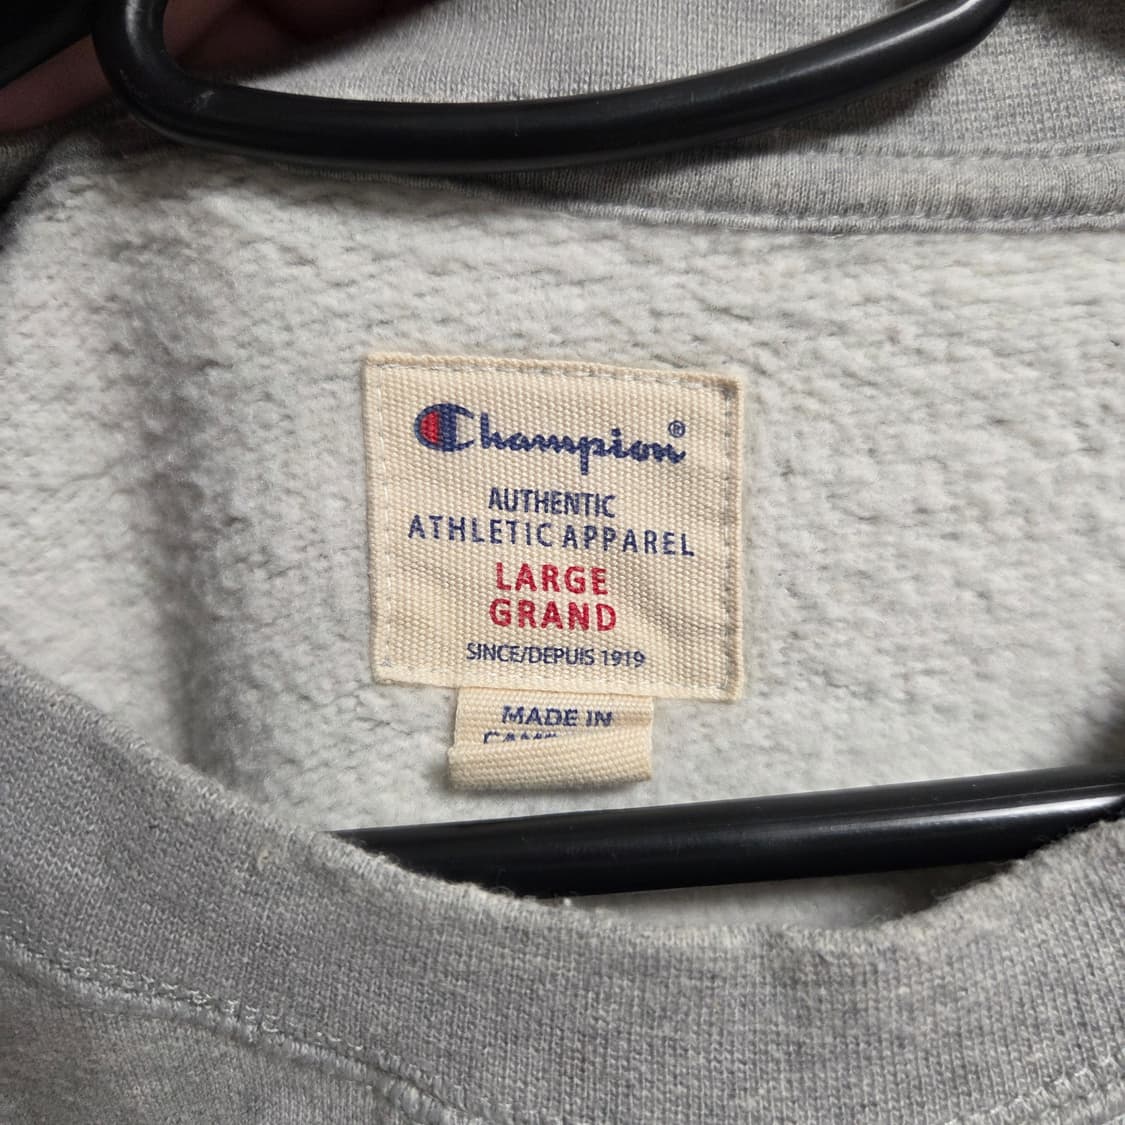 Champion®
AUTHENTIC
ATHLETIC APPAREL
LARGE
GRAND
SINCE/DEPUIS 1919
MADE IN